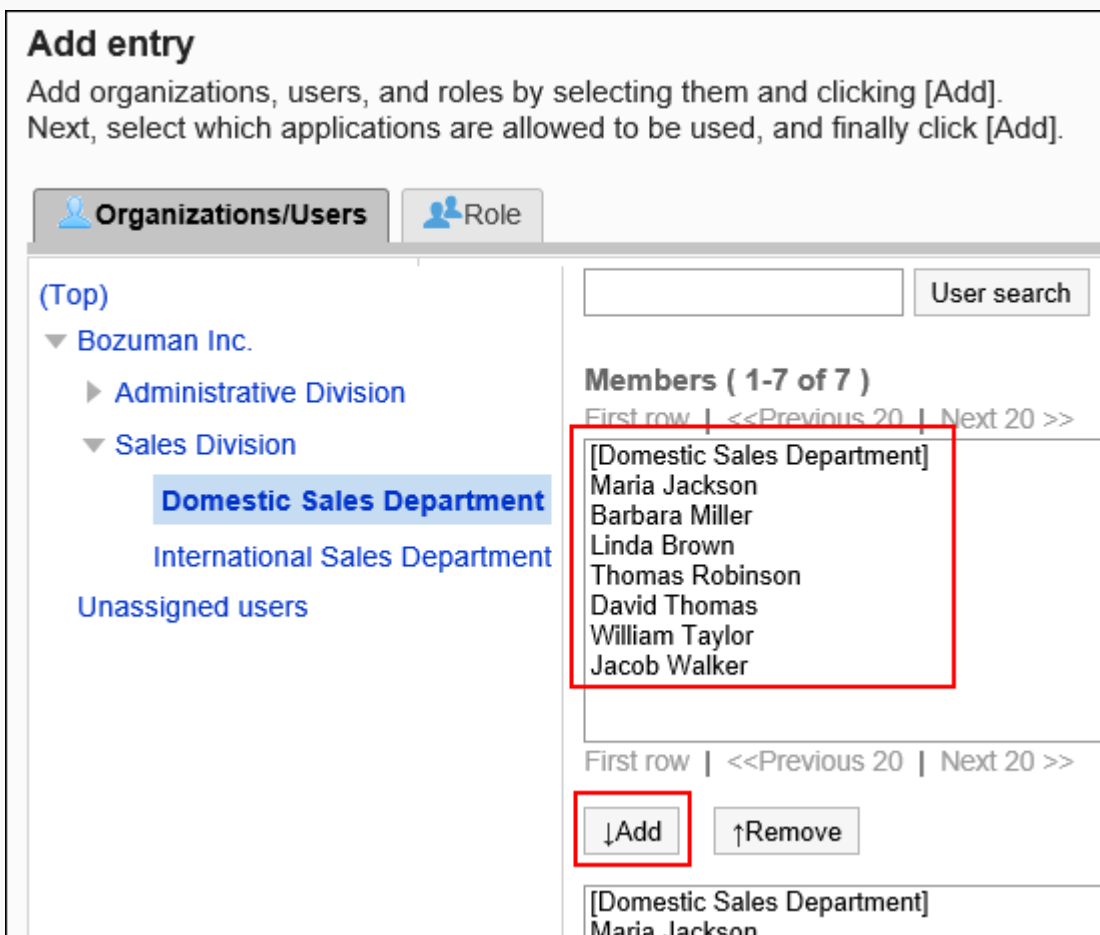 Add entry
Add organizations, users, and roles by selecting them and clicking [Add].
Next, select which applications are allowed to be used, and finally click [Add].
Organizations/Users
Role
(Top)
Bozuman Inc.
Administrative Division
Sales Division
Domestic Sales Department
International Sales Department
Unassigned users
User search
Members ( 1-7 of 7 )
First row | <<Previous 20 | Next 20 >>
[Domestic Sales Department]
Maria Jackson
Barbara Miller
Linda Brown
Thomas Robinson
David Thomas
William Taylor
Jacob Walker
First row | <<Previous 20 | Next 20 >>
↓Add
↑Remove
[Domestic Sales Department]
Maria Jackson